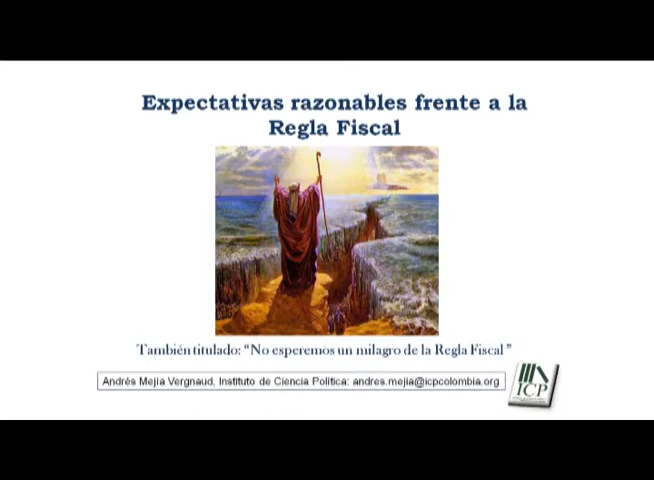 Expectativas razonables frente a la
Regla Fiscal
También titulado: “No esperemos un milagro de la Regla Fiscal”
Andrés Mejía Vergnaud, Instituto de Ciencia Política: andres.mejia@icpcolombia.org
ICP